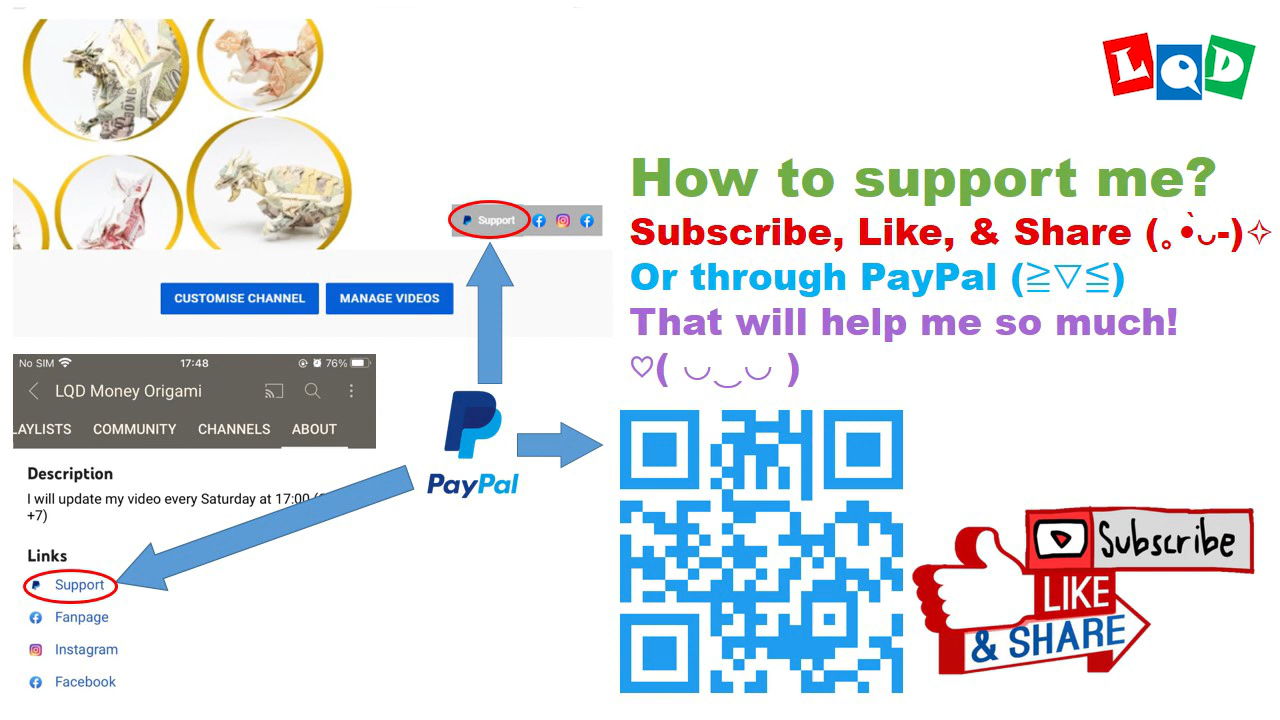 LQD
How to support me?
Subscribe, Like, & Share (｡•̀ᴗ-)✧
Or through PayPal (≧▽≦)
That will help me so much!
♡( ◡‿◡ )
Support
CUSTOMISE CHANNEL
MANAGE VIDEOS
No SIM
17:48
76%
LQD Money Origami
LAYLISTS
COMMUNITY
CHANNELS
ABOUT
Description
I will update my video every Saturday at 17:00
+7)
Links
Support
Fanpage
Instagram
Facebook
PayPal
Subscribe
LIKE
& SHARE